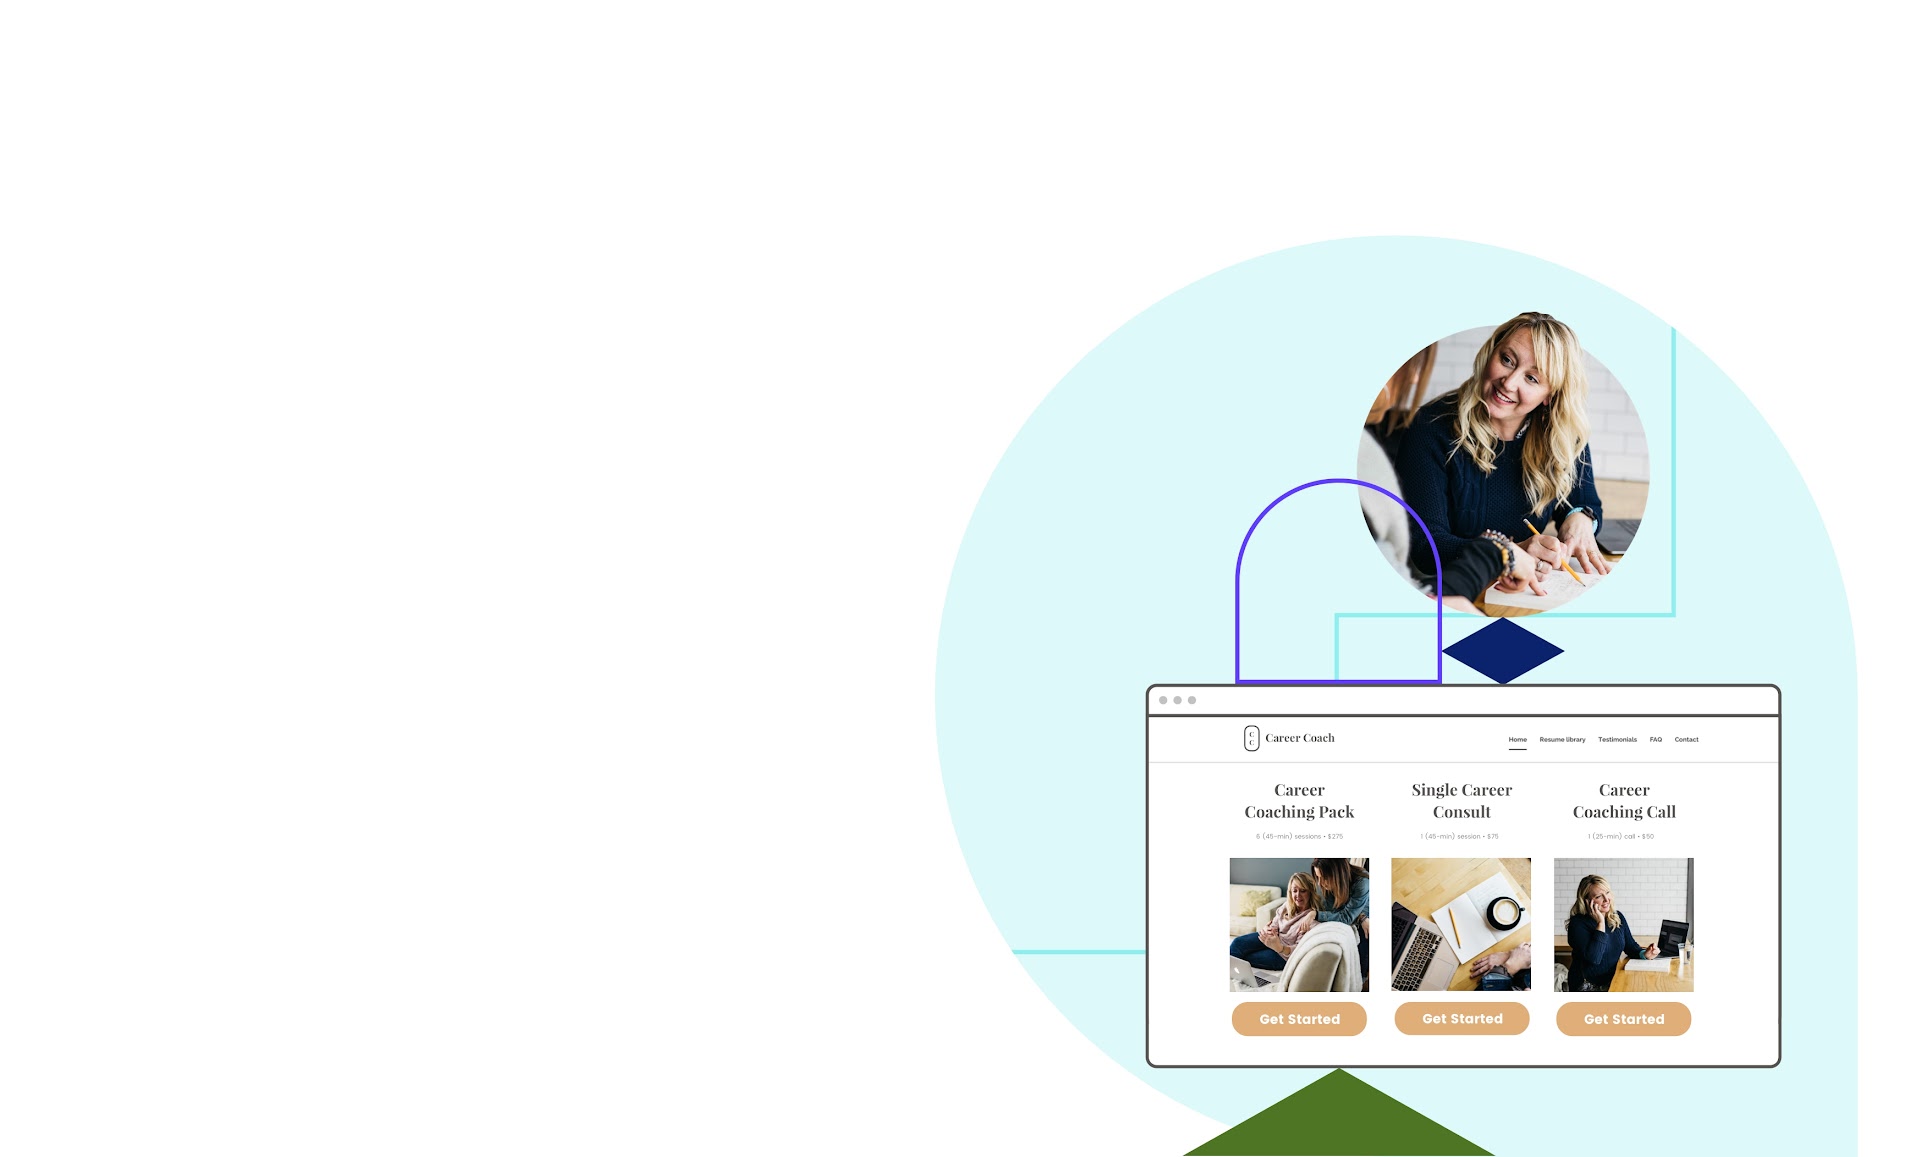 C
C
Career Coach
Home Resume library Testimonials FAQ Contact
Career
Coaching Pack
6 (45-min) sessions • $275
Single Career
Consult
1 (45-min) session • $75
Career
Coaching Call
1 (25-min) call • $50
Get Started
Get Started
Get Started